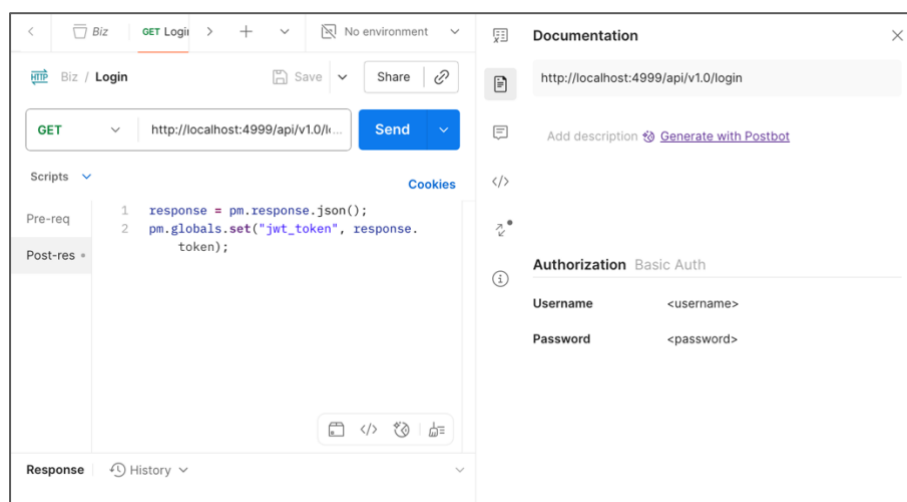 Biz
GET Logi
No environment
HTTP Biz / Login
Save
Share
GET
http://localhost:4999/api/v1.0/l...
Send
Scripts
Cookies
Pre-req
Post-res
1 response = pm.response.json();
2 pm.globals.set("jwt_token", response.
token);
Response
History
Documentation
http://localhost:4999/api/v1.0/login
Add description Generate with Postbot
Authorization Basic Auth
Username <username>
Password <password>